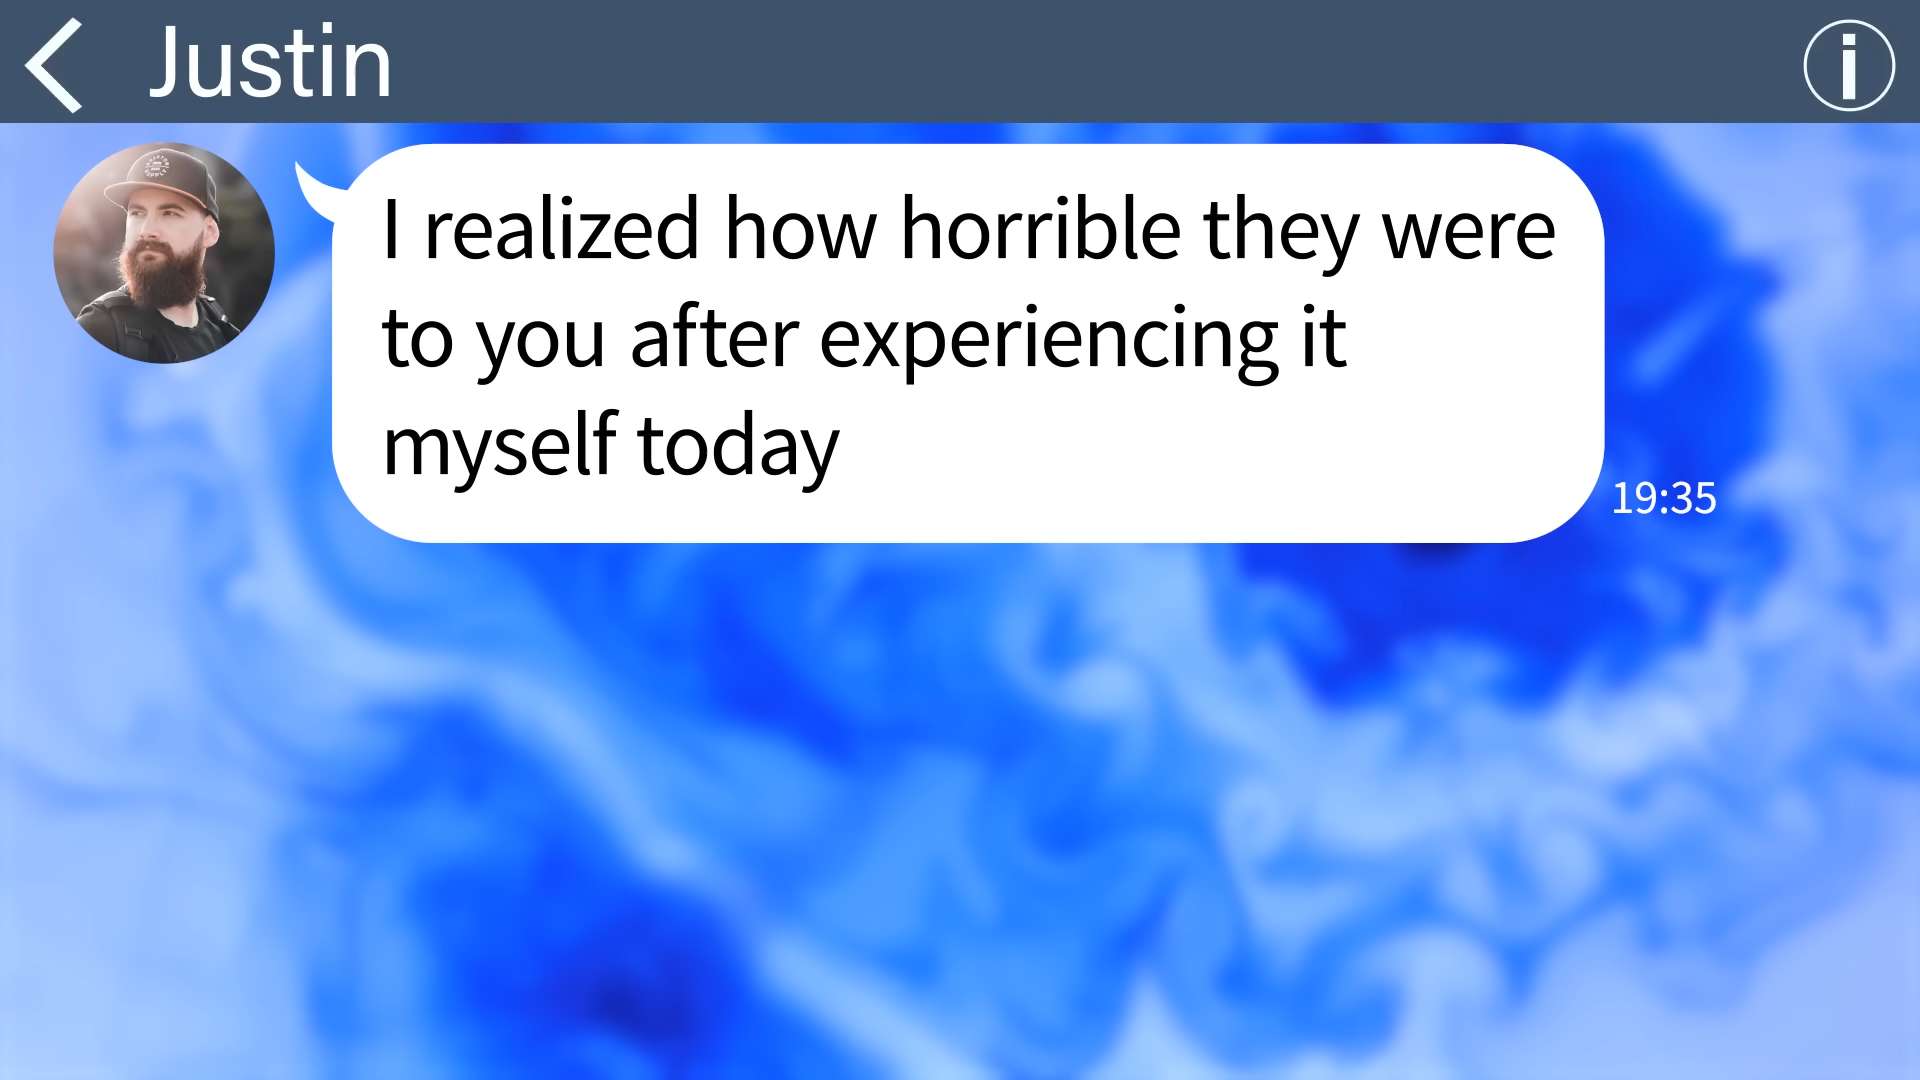 Justin
I realized how horrible they were
to you after experiencing it
myself today
19:35